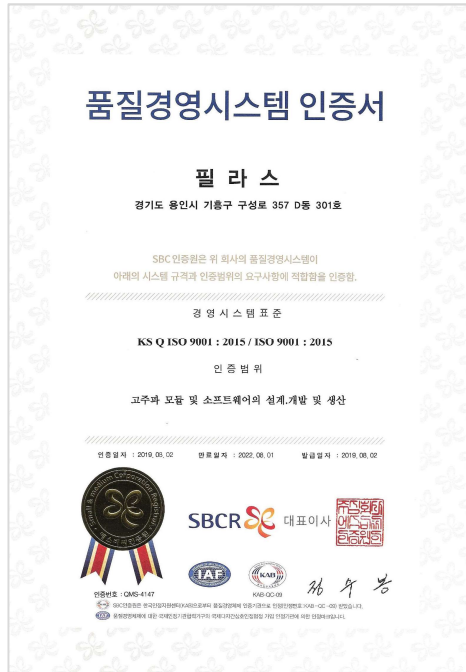 품질경영시스템 인증서
필 라 스
경기도 용인시 기흥구 구성로 357 D동 301호
SBC인증원은 위 회사의 품질경영시스템이
아래의 시스템 규격과 인증범위의 요구사항에 적합함을 인증함.
경영시스템표준
KS Q ISO 9001 : 2015 / ISO 9001 : 2015
인증범위
고주파 모듈 및 소프트웨어의 설계.개발 및 생산
인증일자 : 2019. 08. 02 만료일자 : 2022. 08. 01 발급일자 : 2019. 08. 02
Small & medium Corporation Registrar
SBCR 대표이사
IAF
KAB
인증번호 : QMS-4147
KAB-QC-09